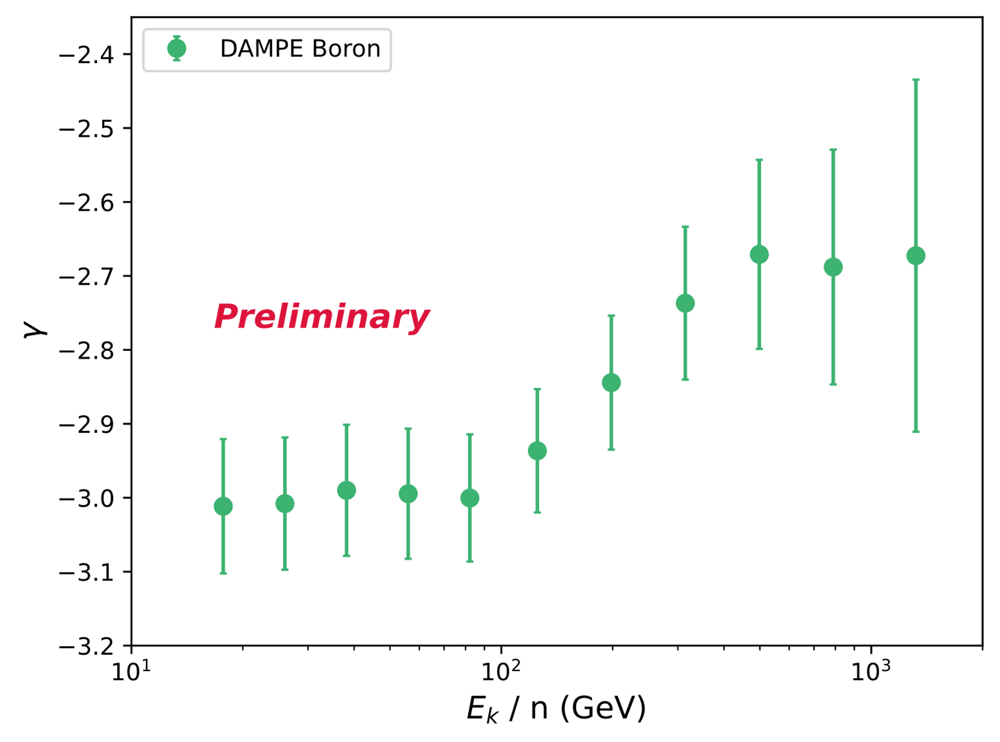 DAMPE Boron
−2.4
−2.5
−2.6
−2.7
−2.8
−2.9
−3.0
−3.1
−3.2
γ
Preliminary
10¹ 10² 10³
Eₖ / n (GeV)